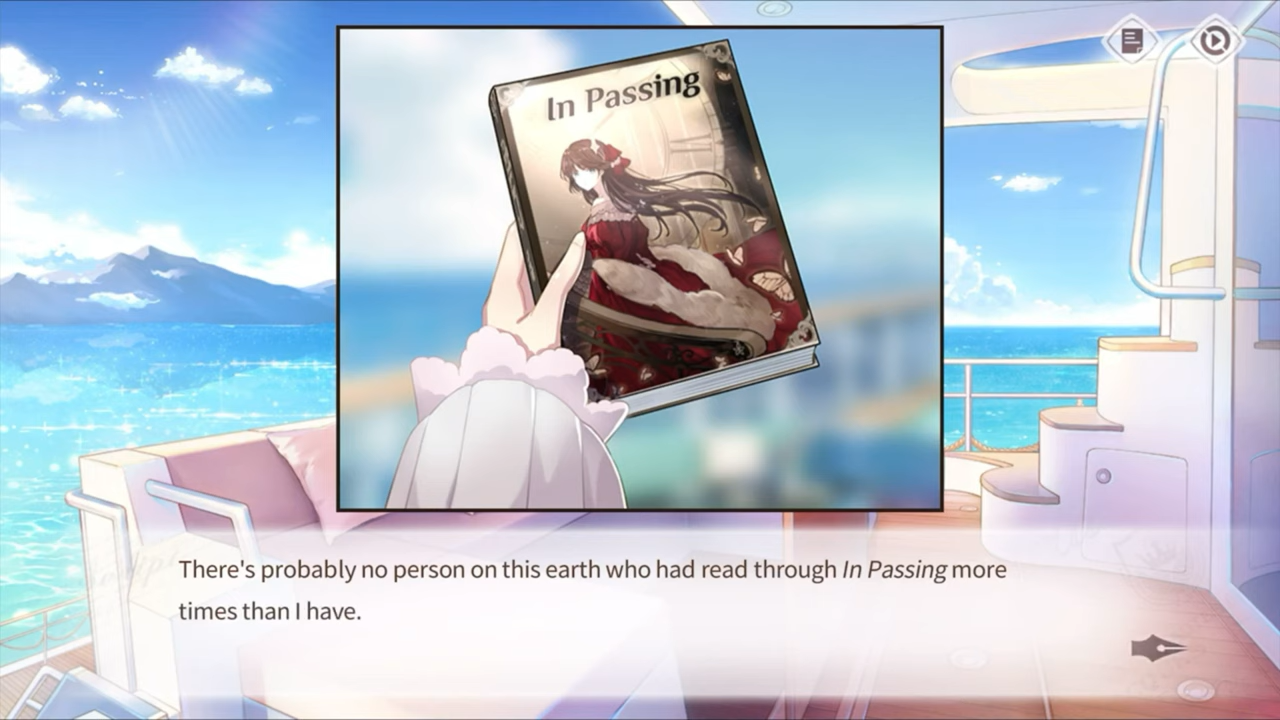 In Passing
There's probably no person on this earth who had read through In Passing more
times than I have.